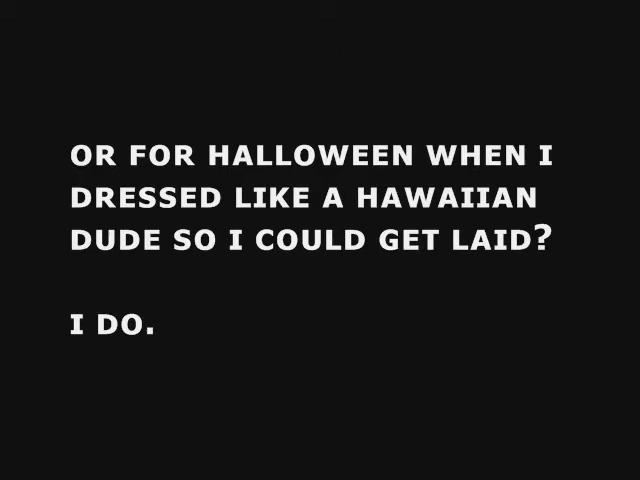 OR FOR HALLOWEEN WHEN I
DRESSED LIKE A HAWAIIAN
DUDE SO I COULD GET LAID?
I DO.